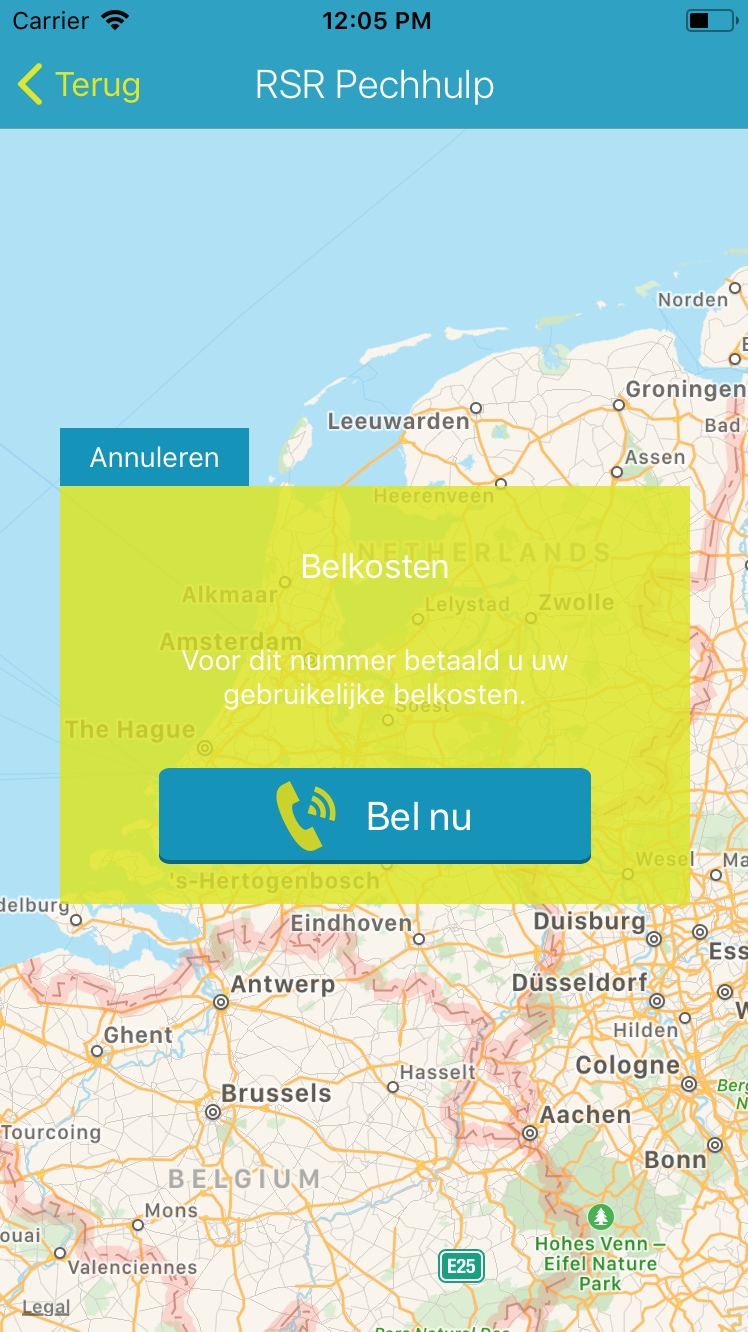 Carrier 12:05 PM
Terug RSR Pechhulp
Norden
Groningen
Leeuwarden
Bad
Assen
Annuleren
Heerenveen
NETHERLANDS
Belkosten
Alkmaar
Lelystad Zwolle
Amsterdam
Voor dit nummer betaald u uw
gebruikelijke belkosten.
Soest
The Hague
Bel nu
Wesel Ma
's-Hertogenbosch
delburg
Eindhoven Duisburg
Ess
Antwerp Düsseldorf
Hilden
Ghent
Cologne
Hasselt
Brussels
Berg
Aachen
Tourcoing
Bonn
BELGIUM
Mons
ouai
Hohes Venn –
Eifel Nature
Park
E25
Valenciennes
Legal